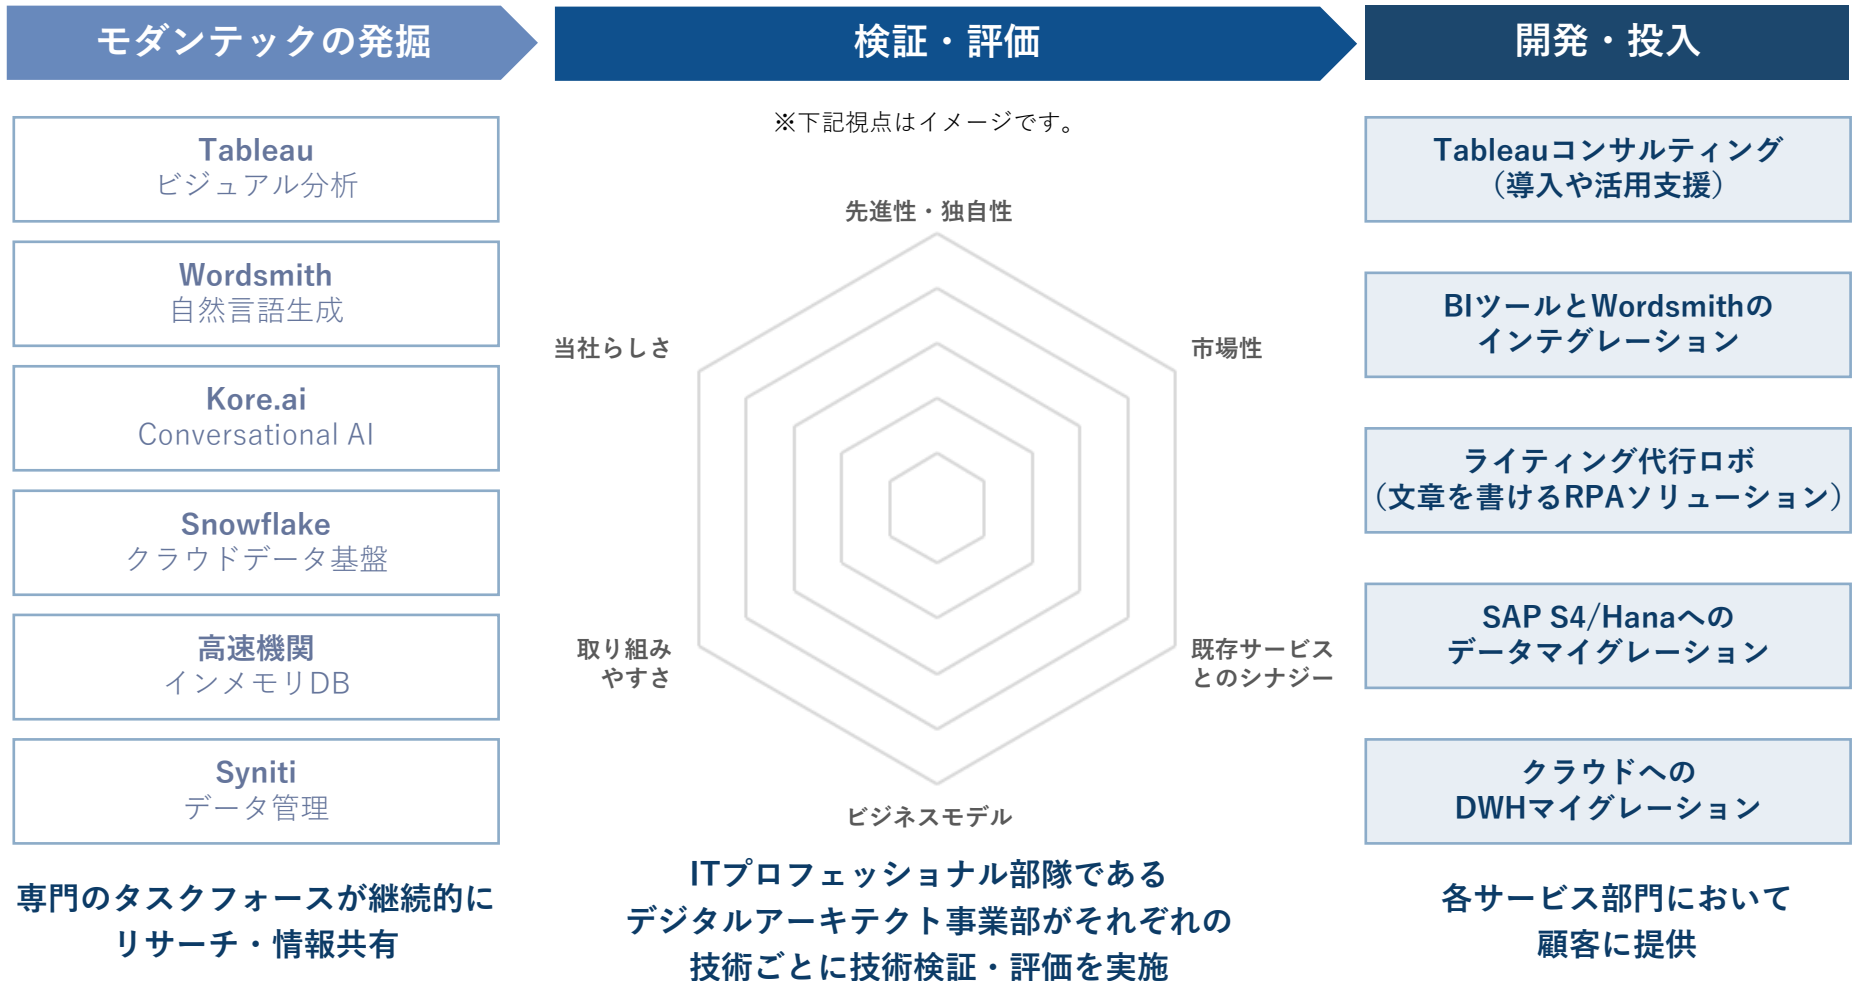 モダンテックの発掘
Tableau
ビジュアル分析
Wordsmith
自然言語生成
Kore.ai
Conversational AI
Snowflake
クラウドデータ基盤
高速機関
インメモリDB
Syniti
データ管理
専門のタスクフォースが継続的に
リサーチ・情報共有
検証・評価
※下記視点はイメージです。
先進性・独自性
当社らしさ
市場性
取り組み
やすさ
既存サービス
とのシナジー
ビジネスモデル
ITプロフェッショナル部隊である
デジタルアーキテクト事業部がそれぞれの
技術ごとに技術検証・評価を実施
開発・投入
Tableauコンサルティング
（導入や活用支援）
BIツールとWordsmithの
インテグレーション
ライティング代行ロボ
（文章を書けるRPAソリューション）
SAP S4/Hanaへの
データマイグレーション
クラウドへの
DWHマイグレーション
各サービス部門において
顧客に提供